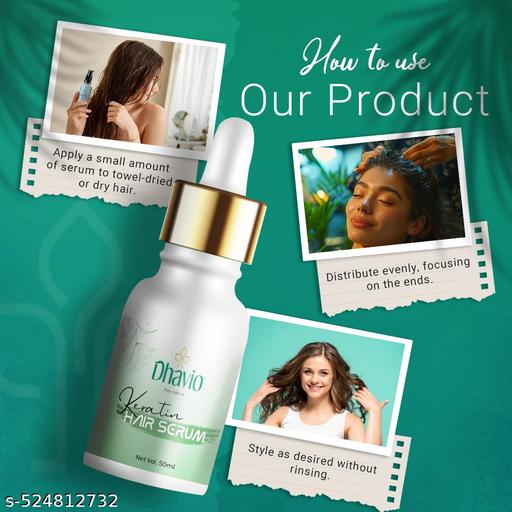 How to use
Our Product
Apply a small amount
of serum to towel-dried
or dry hair.
Distribute evenly, focusing
on the ends.
Dhavio
Keratin
HAIR SERUM
Net Vol. 50ml
Style as desired without
rinsing.
s-524812732